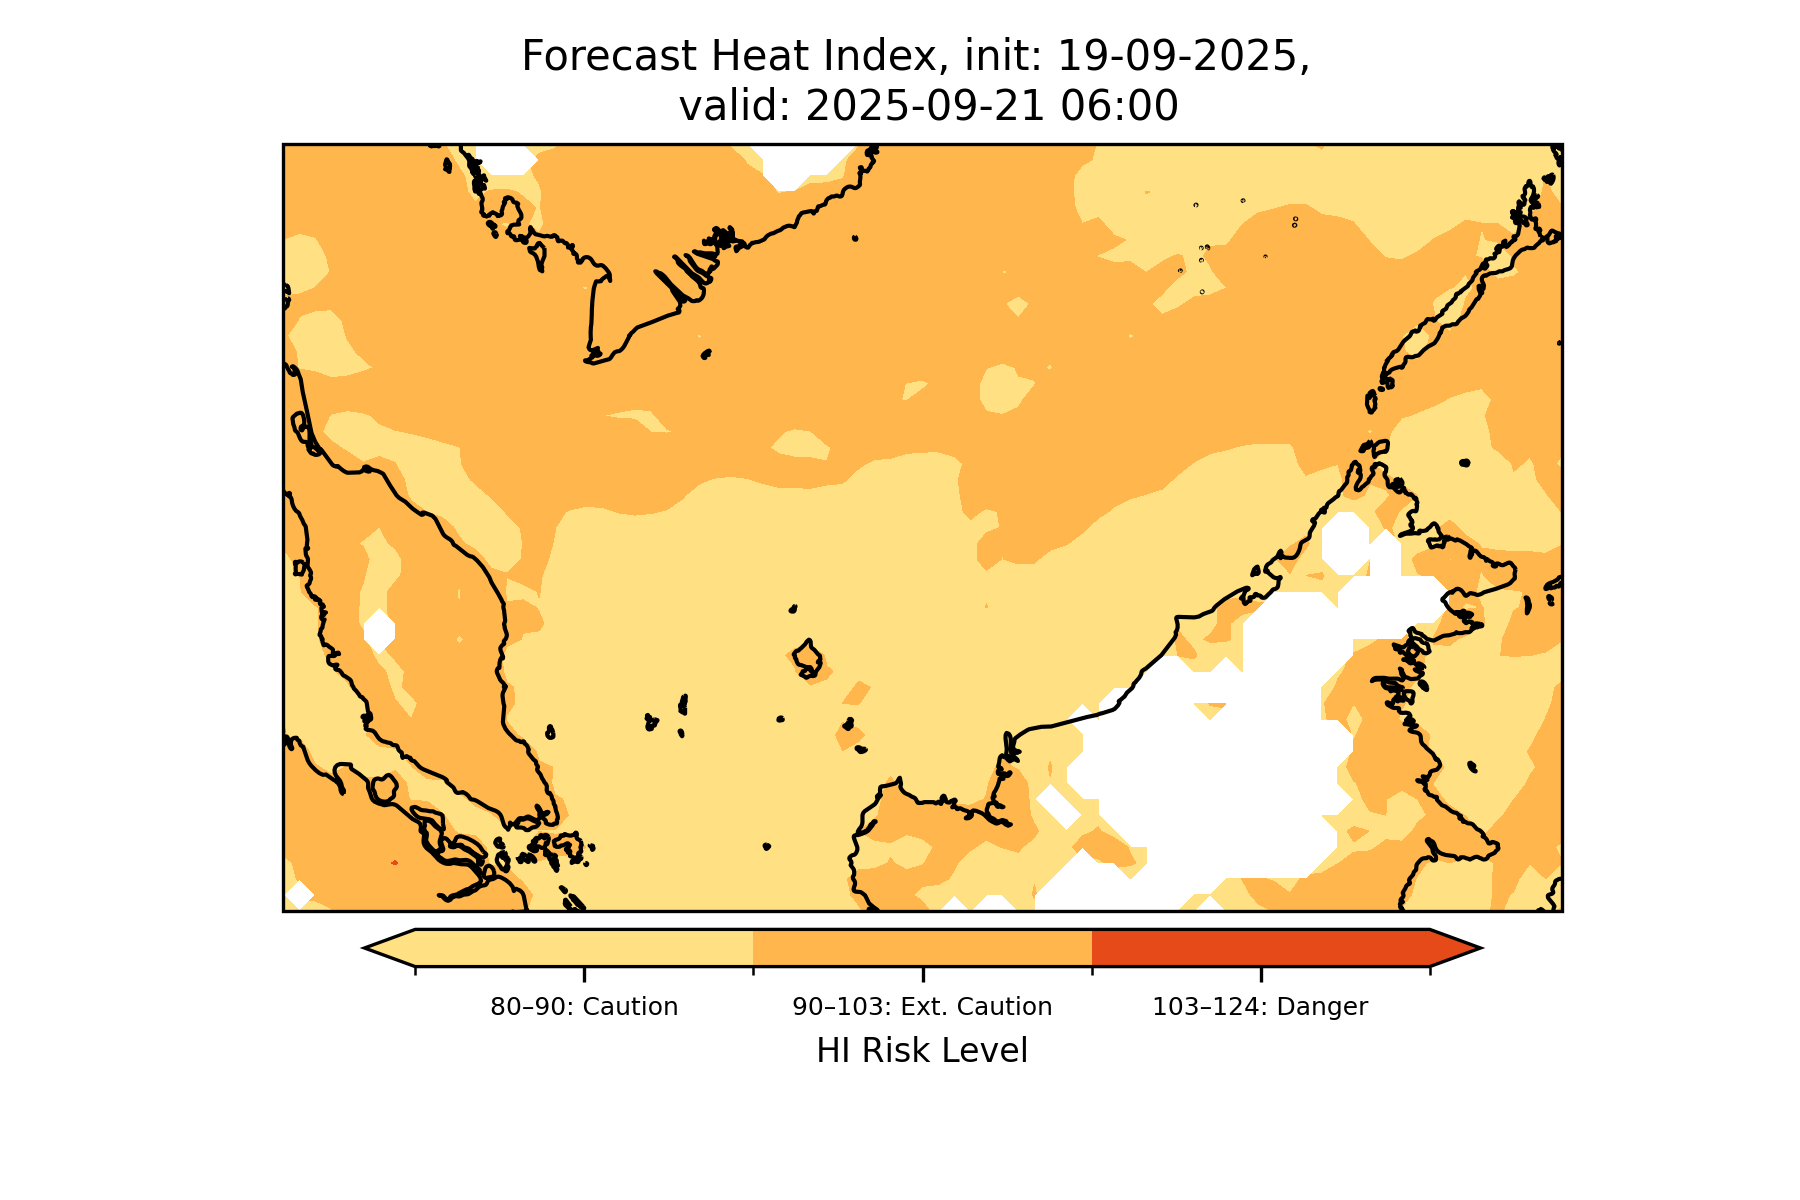 Forecast Heat Index, init: 19-09-2025,
valid: 2025-09-21 06:00
80–90: Caution
90–103: Ext. Caution
103–124: Danger
HI Risk Level